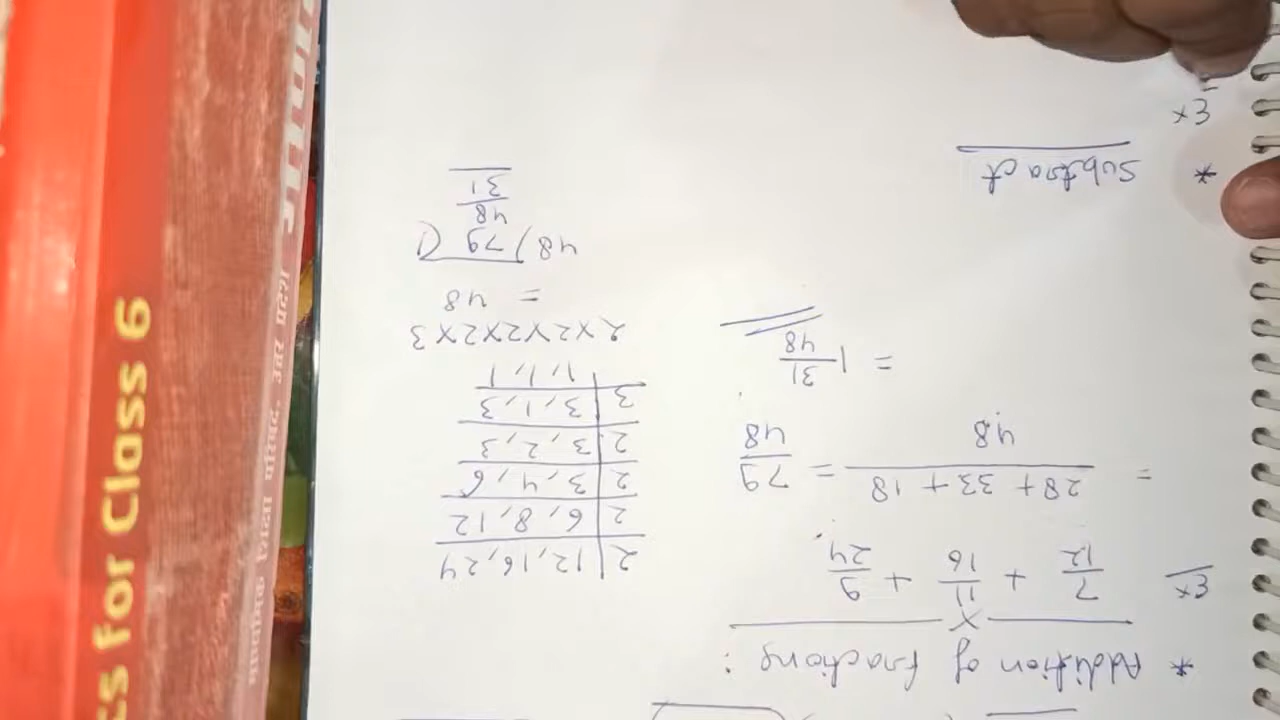 * Addition of Fractions :
X
Ex 7/12 + 11/16 + 9/24
= 28 + 33 + 18 / 48 = 79/48
= 1 31/48
2 | 12, 16, 24
2 | 6, 8, 12
2 | 3, 4, 6
2 | 3, 2, 3
3 | 3, 1, 3
1, 1, 1
2×2×2×2×3
= 48
48 ) 79 (
48
31
* Subtract
Ex
ss for Class 6